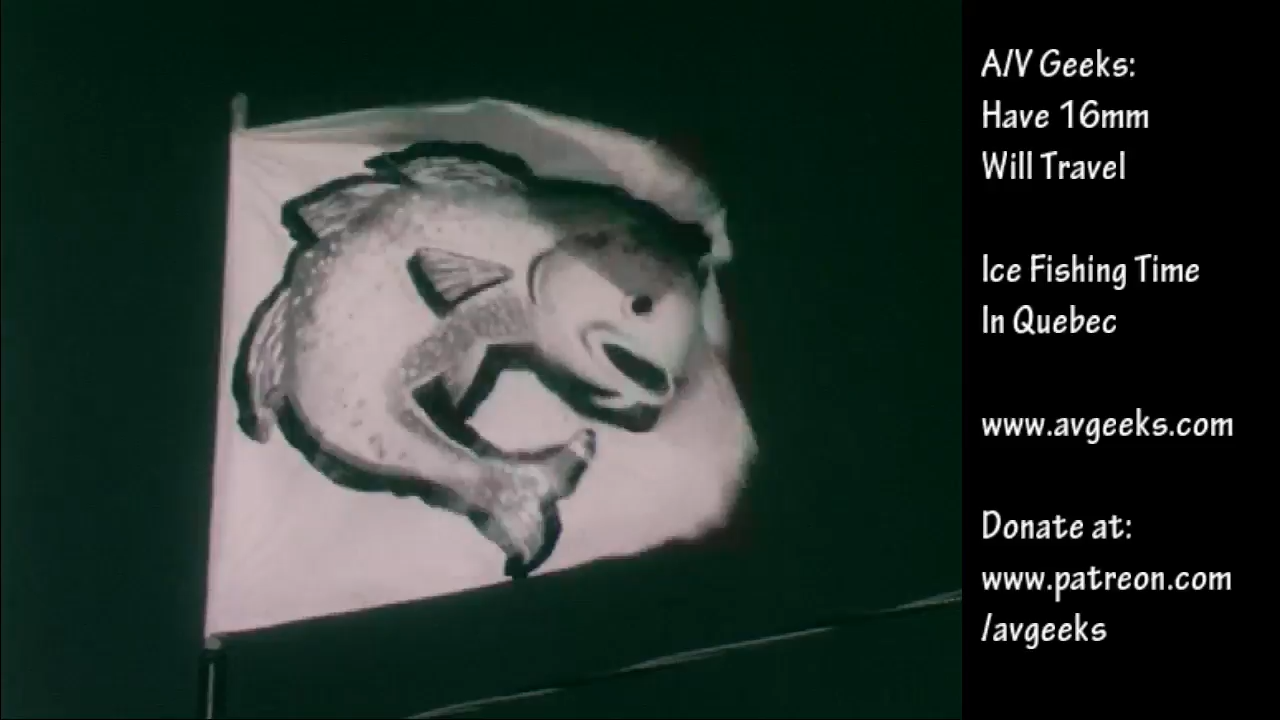 A/V Geeks:
Have 16mm
Will Travel
Ice Fishing Time
In Quebec
www.avgeeks.com
Donate at:
www.patreon.com
/avgeeks